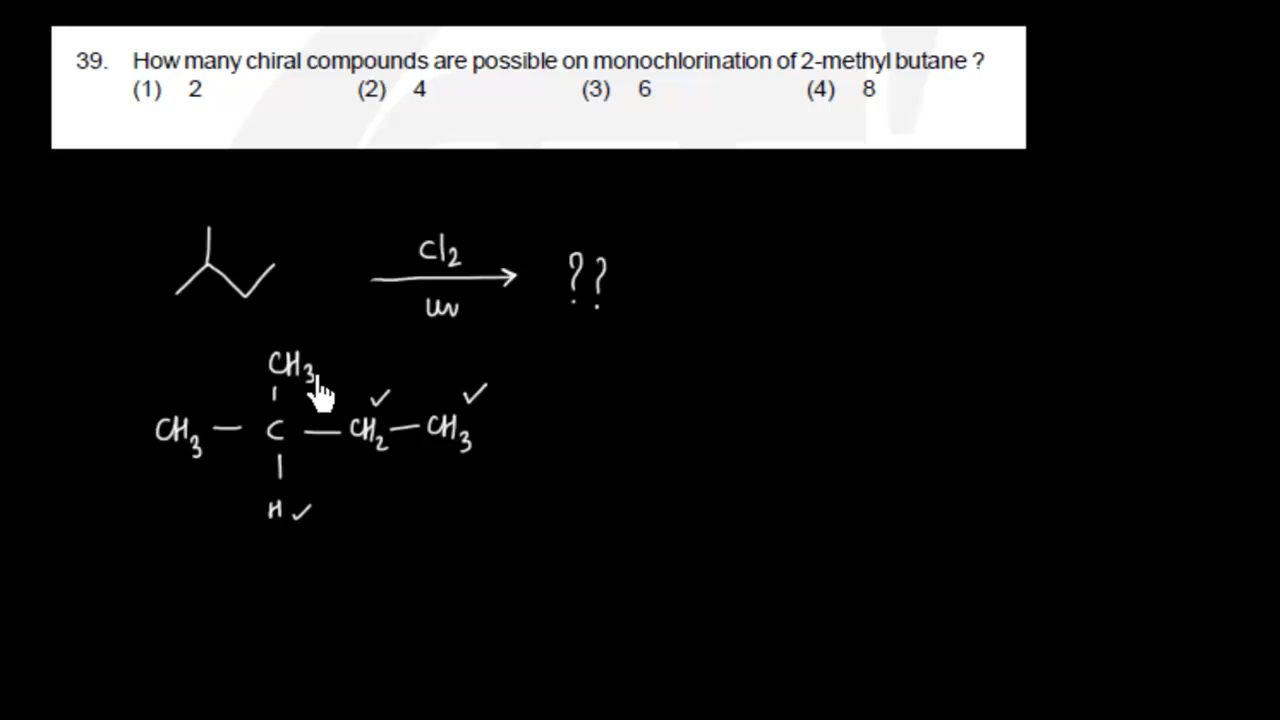 39. How many chiral compounds are possible on monochlorination of 2-methyl butane ?
(1) 2 (2) 4 (3) 6 (4) 8
Cl2
uv
??
CH3
CH3 — C — CH2 — CH3
H